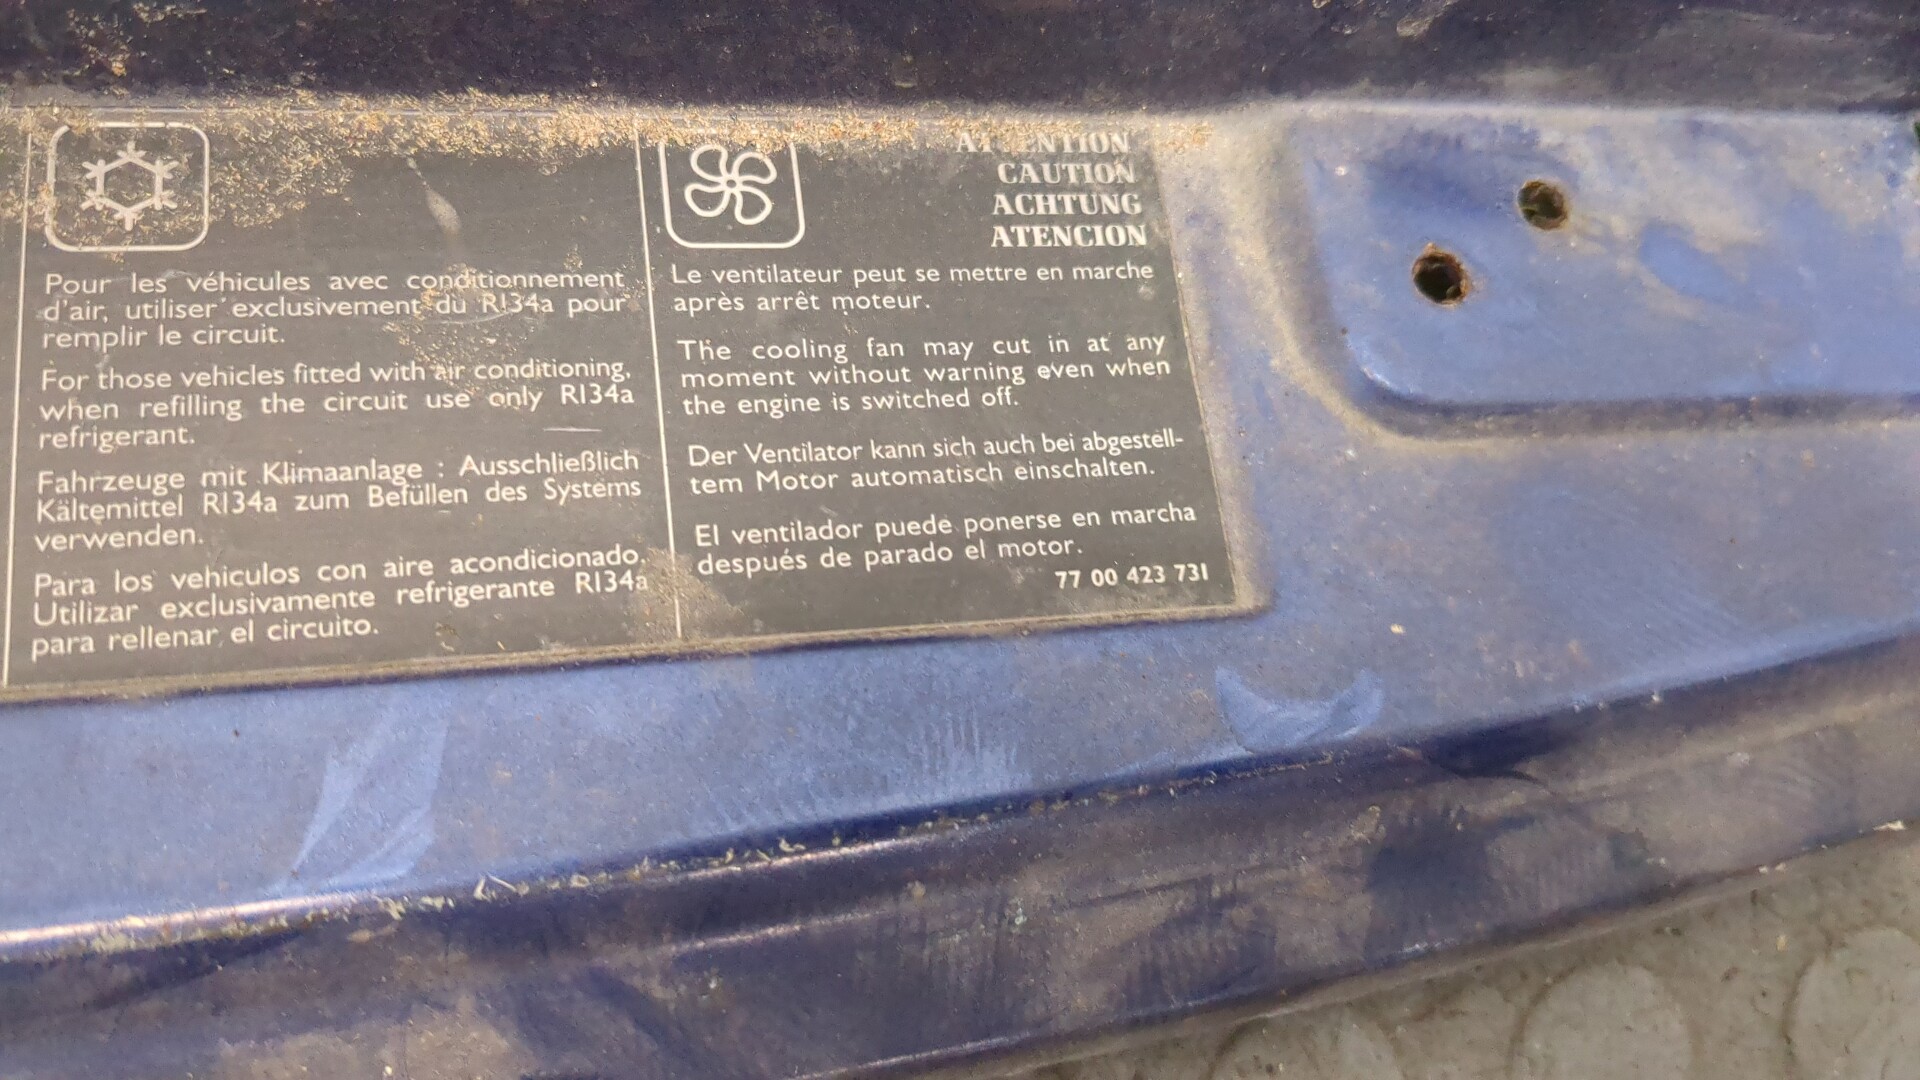 Pour les véhicules avec conditionnement
d'air, utiliser exclusivement du R134a pour
remplir le circuit.
For those vehicles fitted with air conditioning,
when refilling the circuit use only R134a
refrigerant.
Fahrzeuge mit Klimaanlage : Ausschließlich
Kältemittel R134a zum Befüllen des Systems
verwenden.
Para los vehiculos con aire acondicionado.
Utilizar exclusivamente refrigerante R134a
para rellenar el circuito.
ATTENTION
CAUTION
ACHTUNG
ATENCION
Le ventilateur peut se mettre en marche
après arrêt moteur.
The cooling fan may cut in at any
moment without warning even when
the engine is switched off.
Der Ventilator kann sich auch bei abgestell-
tem Motor automatisch einschalten.
El ventilador puede ponerse en marcha
después de parado el motor.
77 00 423 731